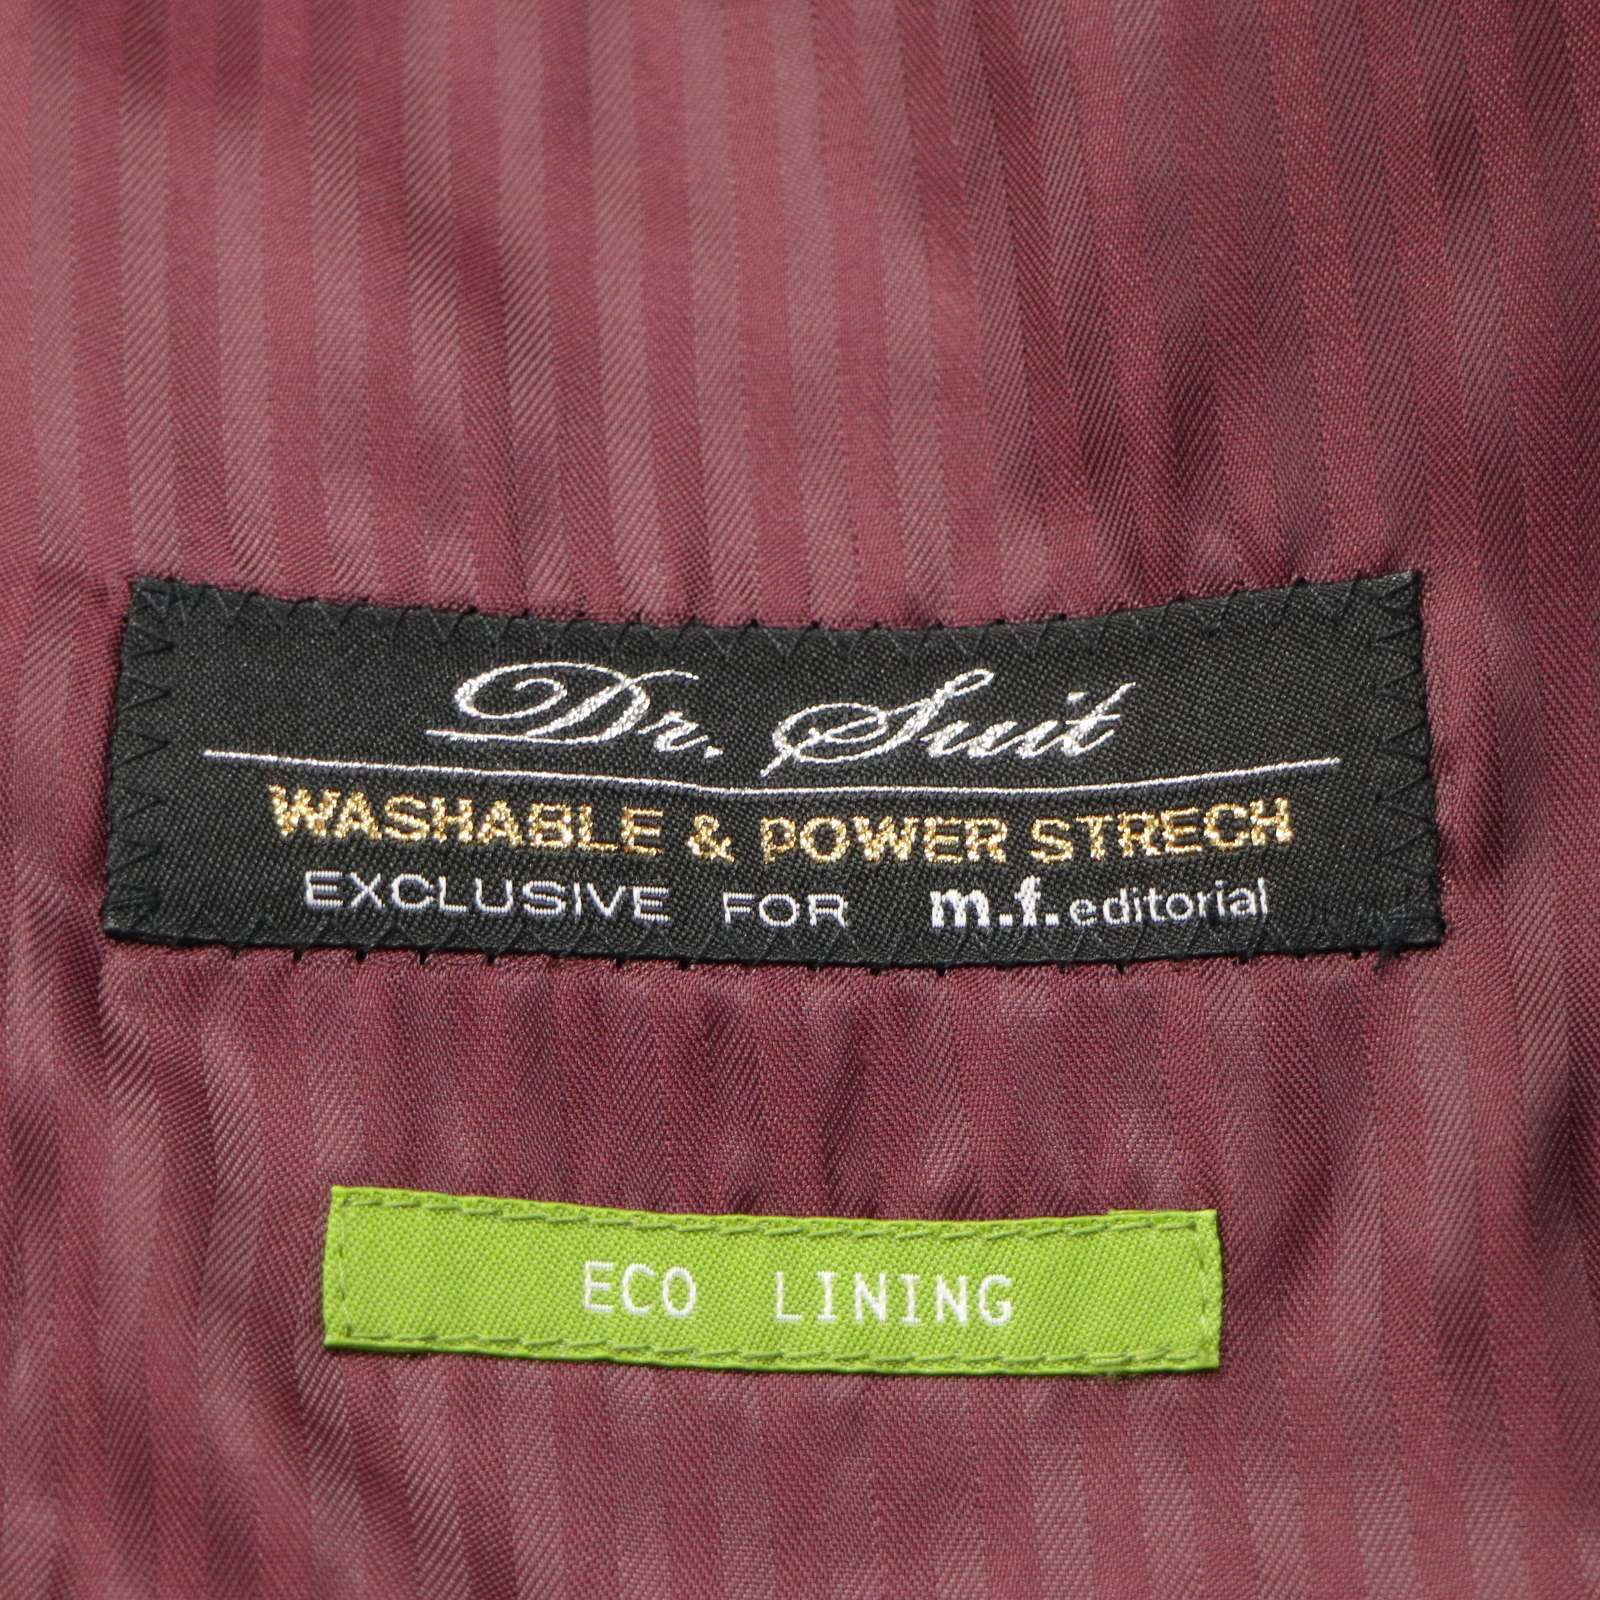 Dr. Suit
WASHABLE & POWER STRECH
EXCLUSIVE FOR m.f.editorial
ECO LINING